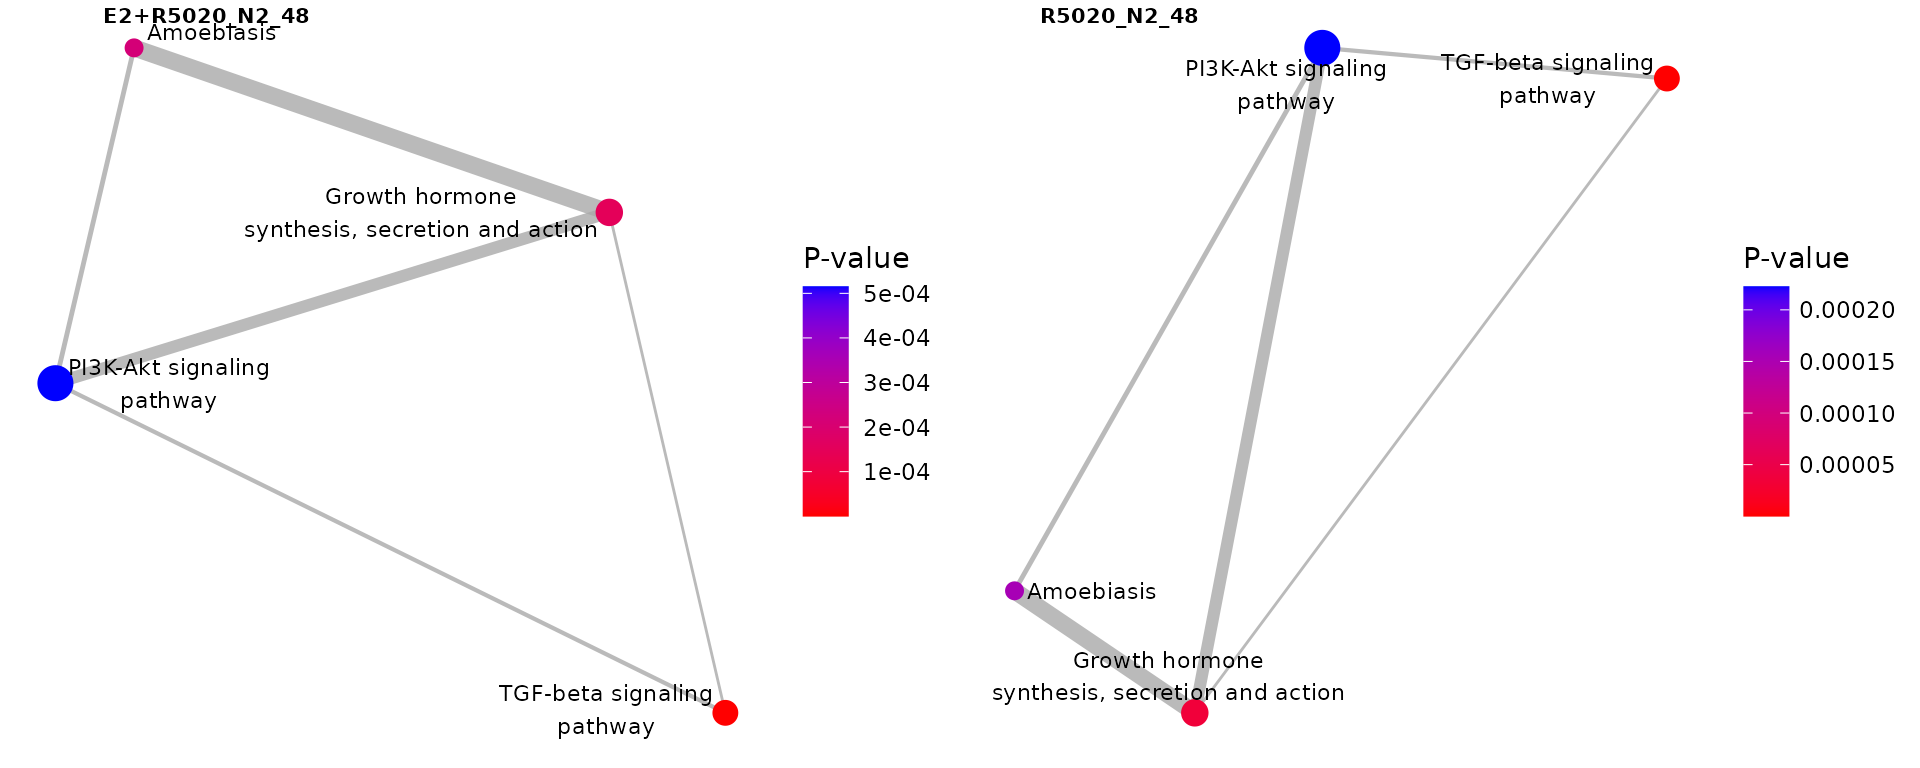 E2+R5020_N2_48
Amoebiasis
Growth hormone
synthesis, secretion and action
PI3K-Akt signaling
pathway
TGF-beta signaling
pathway
P-value
5e-04
4e-04
3e-04
2e-04
1e-04
R5020_N2_48
PI3K-Akt signaling
pathway
TGF-beta signaling
pathway
Amoebiasis
Growth hormone
synthesis, secretion and action
P-value
0.00020
0.00015
0.00010
0.00005